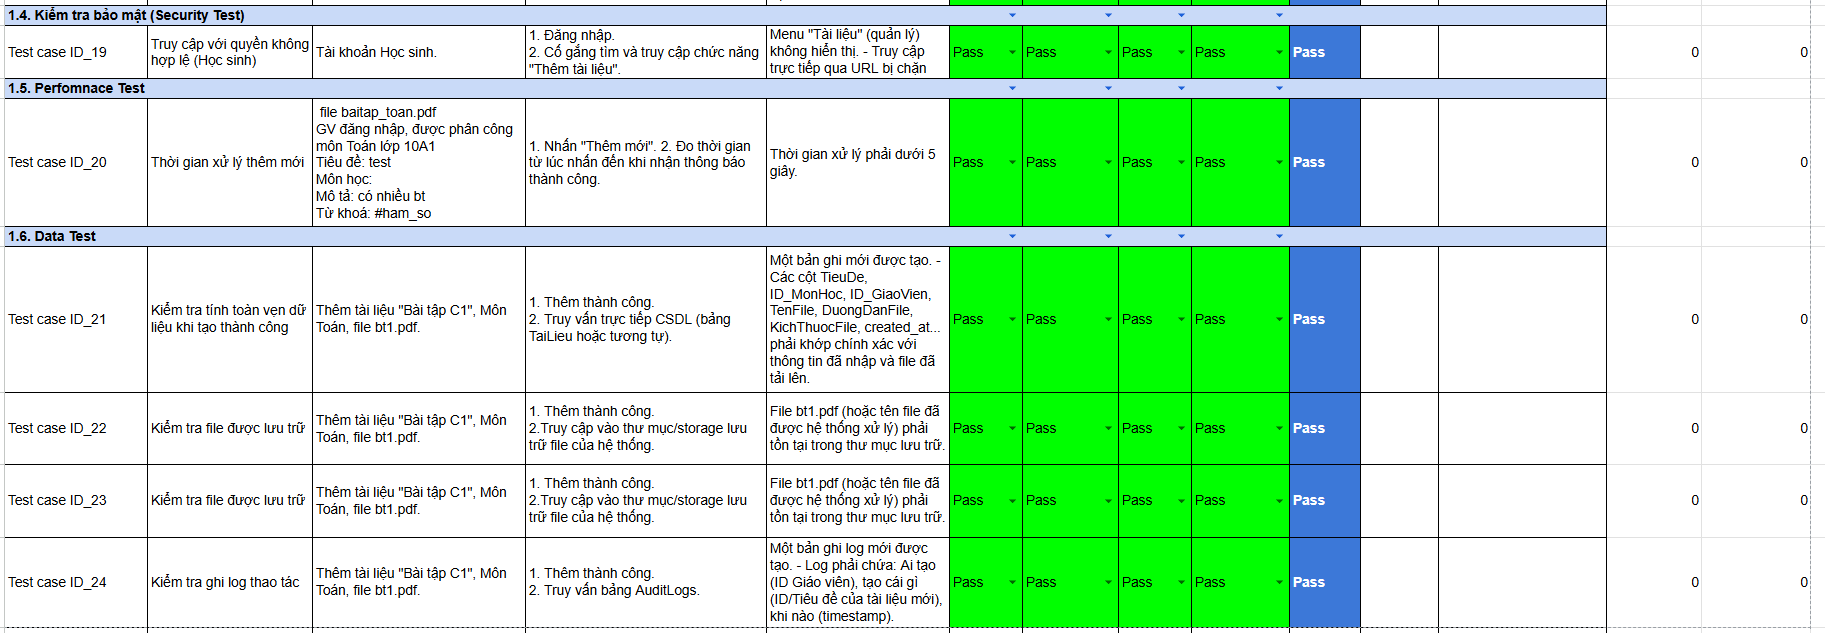 1.4. Kiểm tra bảo mật (Security Test)
Test case ID_19
Truy cập với quyền không
hợp lệ (Học sinh)
Tài khoản Học sinh.
1. Đăng nhập.
2. Cố gắng tìm và truy cập chức năng
"Thêm tài liệu".
Menu "Tài liệu" (quản lý)
không hiển thị. - Truy cập
trực tiếp qua URL bị chặn
Pass
Pass
Pass
Pass
Pass
0
0
1.5. Perfomnace Test
Test case ID_20
Thời gian xử lý thêm mới
file baitap_toan.pdf
GV đăng nhập, được phân công
môn Toán lớp 10A1
Tiêu đề: test
Môn học:
Mô tả: có nhiều bt
Từ khoá: #ham_so
1. Nhấn "Thêm mới". 2. Đo thời gian
từ lúc nhấn đến khi nhận thông báo
thành công.
Thời gian xử lý phải dưới 5
giây.
Pass
Pass
Pass
Pass
Pass
0
0
1.6. Data Test
Test case ID_21
Kiểm tra tính toàn vẹn dữ
liệu khi tạo thành công
Thêm tài liệu "Bài tập C1", Môn
Toán, file bt1.pdf.
1. Thêm thành công.
2. Truy vấn trực tiếp CSDL (bảng
TaiLieu hoặc tương tự).
Một bản ghi mới được tạo. -
Các cột TieuDe,
ID_MonHoc, ID_GiaoVien,
TenFile, DuongDanFile,
KichThuocFile, created_at...
phải khớp chính xác với
thông tin đã nhập và file đã
tải lên.
Pass
Pass
Pass
Pass
Pass
0
0
Test case ID_22
Kiểm tra file được lưu trữ
Thêm tài liệu "Bài tập C1", Môn
Toán, file bt1.pdf.
1. Thêm thành công.
2.Truy cập vào thư mục/storage lưu
trữ file của hệ thống.
File bt1.pdf (hoặc tên file đã
được hệ thống xử lý) phải
tồn tại trong thư mục lưu trữ.
Pass
Pass
Pass
Pass
Pass
0
0
Test case ID_23
Kiểm tra file được lưu trữ
Thêm tài liệu "Bài tập C1", Môn
Toán, file bt1.pdf.
1. Thêm thành công.
2.Truy cập vào thư mục/storage lưu
trữ file của hệ thống.
File bt1.pdf (hoặc tên file đã
được hệ thống xử lý) phải
tồn tại trong thư mục lưu trữ.
Pass
Pass
Pass
Pass
Pass
0
0
Test case ID_24
Kiểm tra ghi log thao tác
Thêm tài liệu "Bài tập C1", Môn
Toán, file bt1.pdf.
1. Thêm thành công.
2. Truy vấn bảng AuditLogs.
Một bản ghi log mới được
tạo. - Log phải chứa: Ai tạo
(ID Giáo viên), tạo cái gì
(ID/Tiêu đề của tài liệu mới),
khi nào (timestamp).
Pass
Pass
Pass
Pass
Pass
0
0